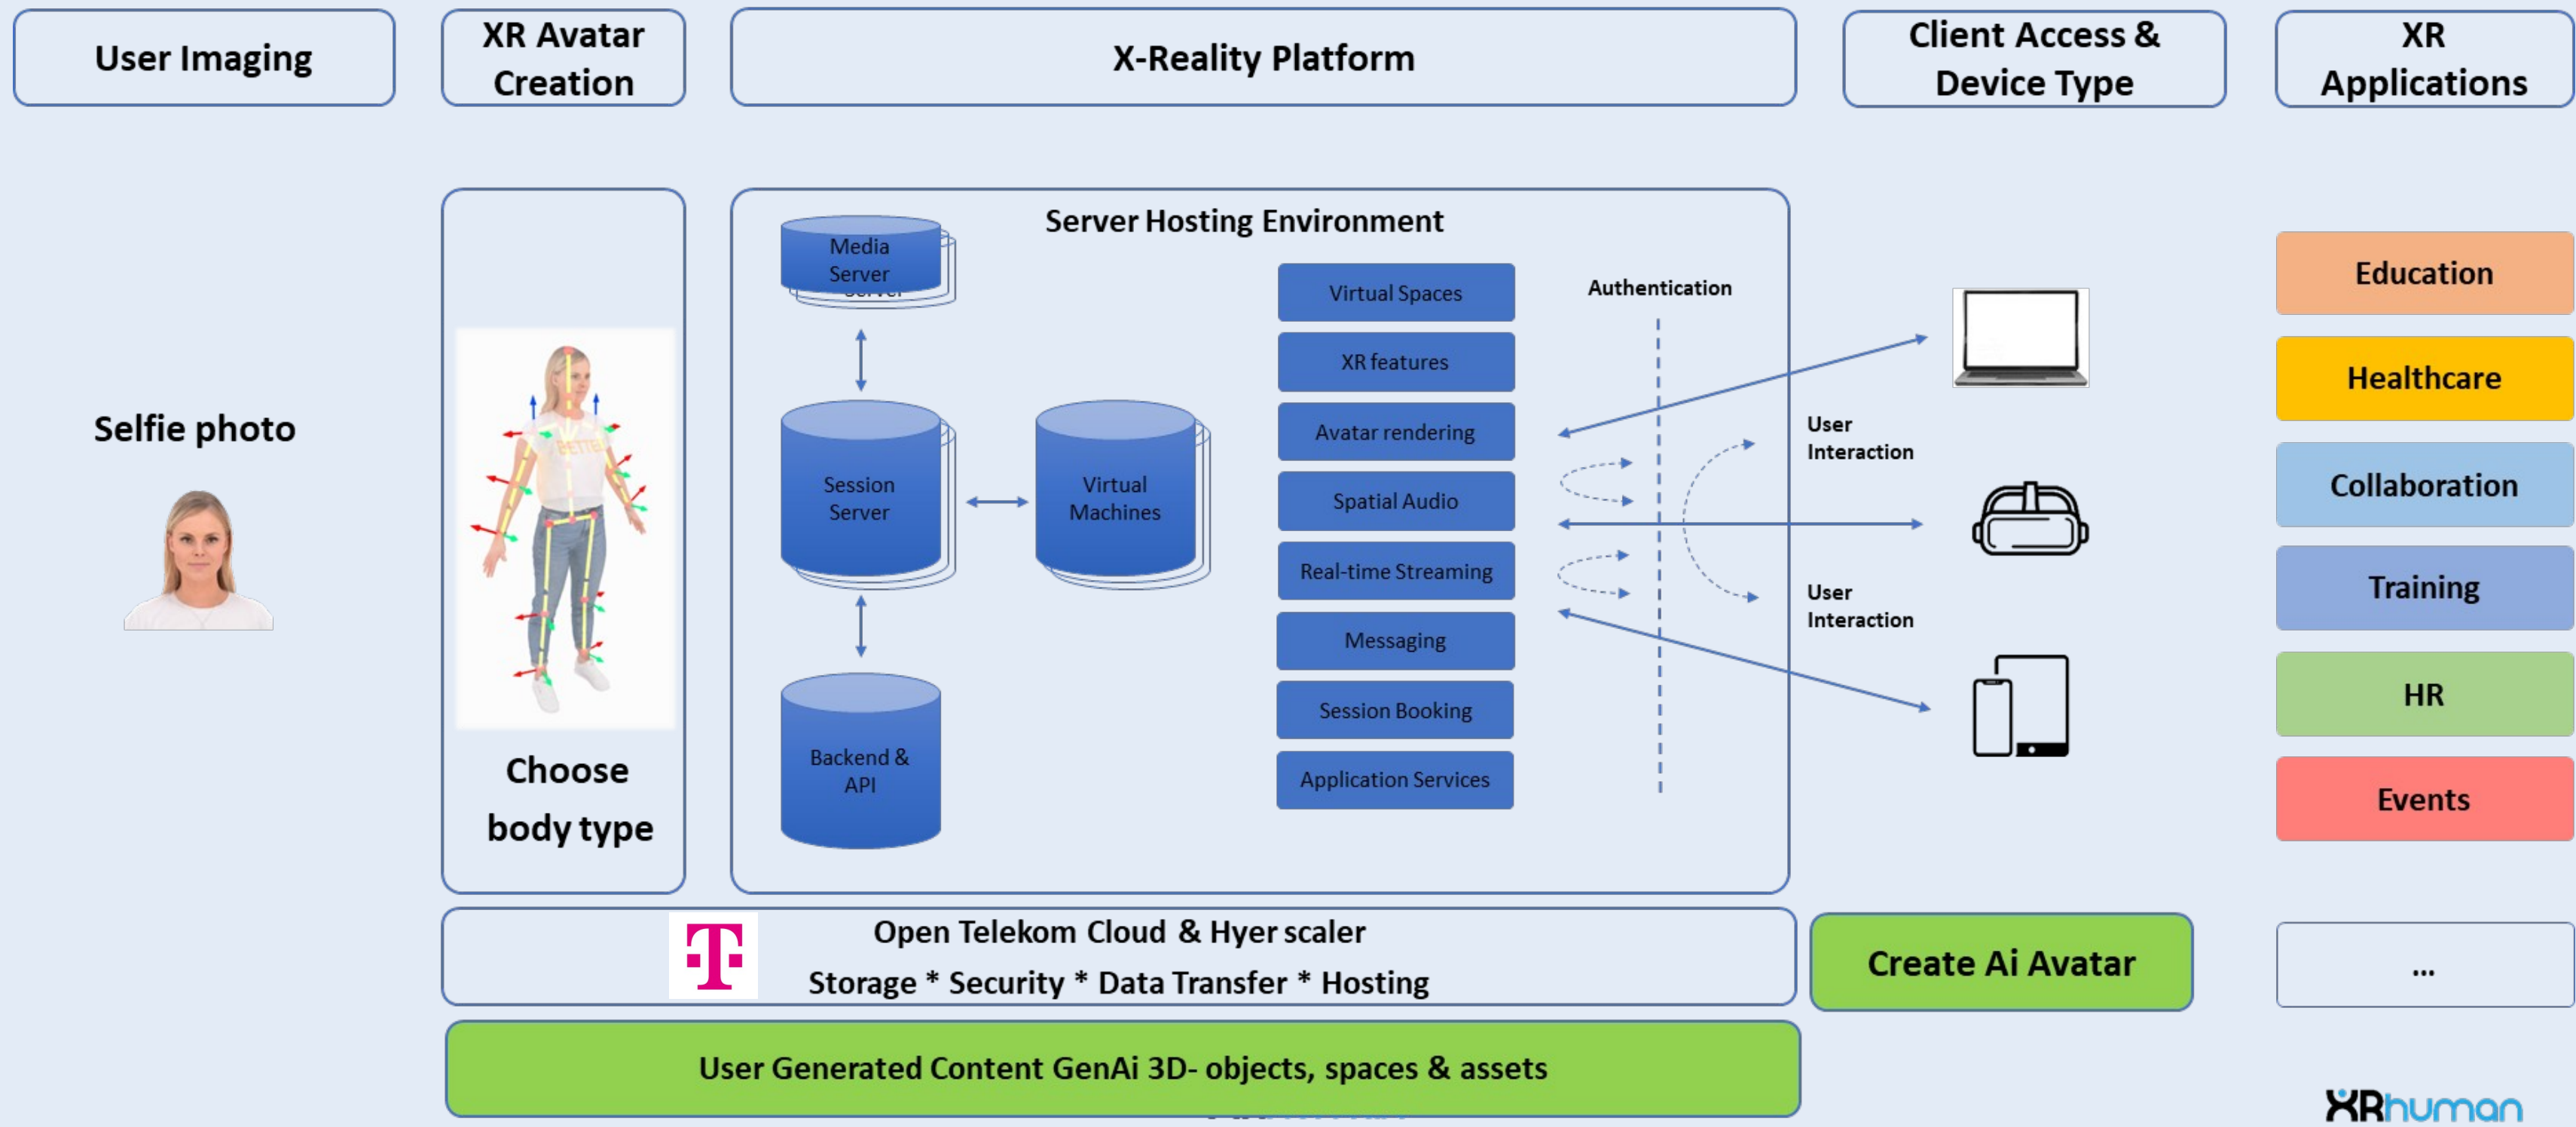 User Imaging
XR Avatar
Creation
X-Reality Platform
Client Access &
Device Type
XR
Applications
Selfie photo
BETTE
Choose
body type
Server Hosting Environment
Media
Server
Server
Session
Server
Virtual
Machines
Backend &
API
Virtual Spaces
XR features
Avatar rendering
Spatial Audio
Real-time Streaming
Messaging
Session Booking
Application Services
Authentication
User
Interaction
User
Interaction
Education
Healthcare
Collaboration
Training
HR
Events
...
T
Open Telekom Cloud & Hyer scaler
Storage * Security * Data Transfer * Hosting
Create Ai Avatar
User Generated Content GenAi 3D- objects, spaces & assets
XRhuman